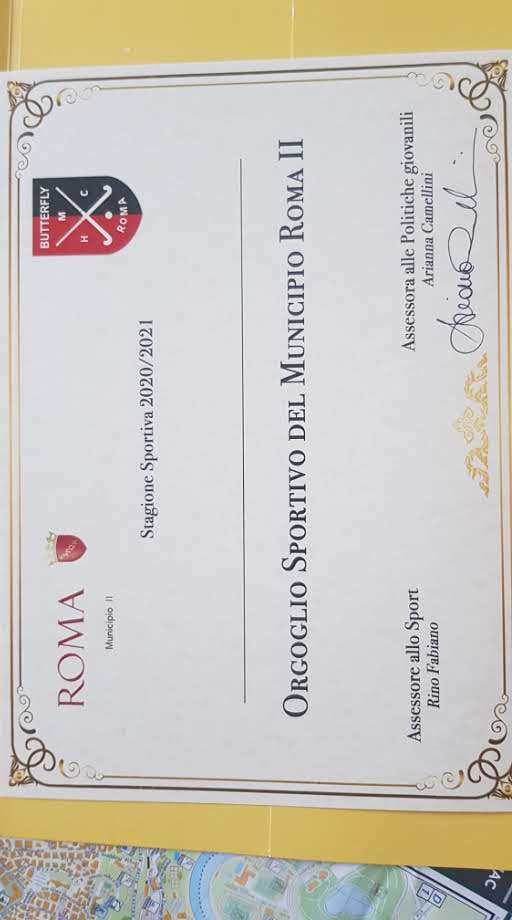 ROMA
Municipio II
BUTTERFLY
M
H C
ROMA
Stagione Sportiva 2020/2021
ORGOGLIO SPORTIVO DEL MUNICIPIO ROMA II
Assessore allo Sport
Rino Fabiano
Assessora alle Politiche giovanili
Arianna Camellini